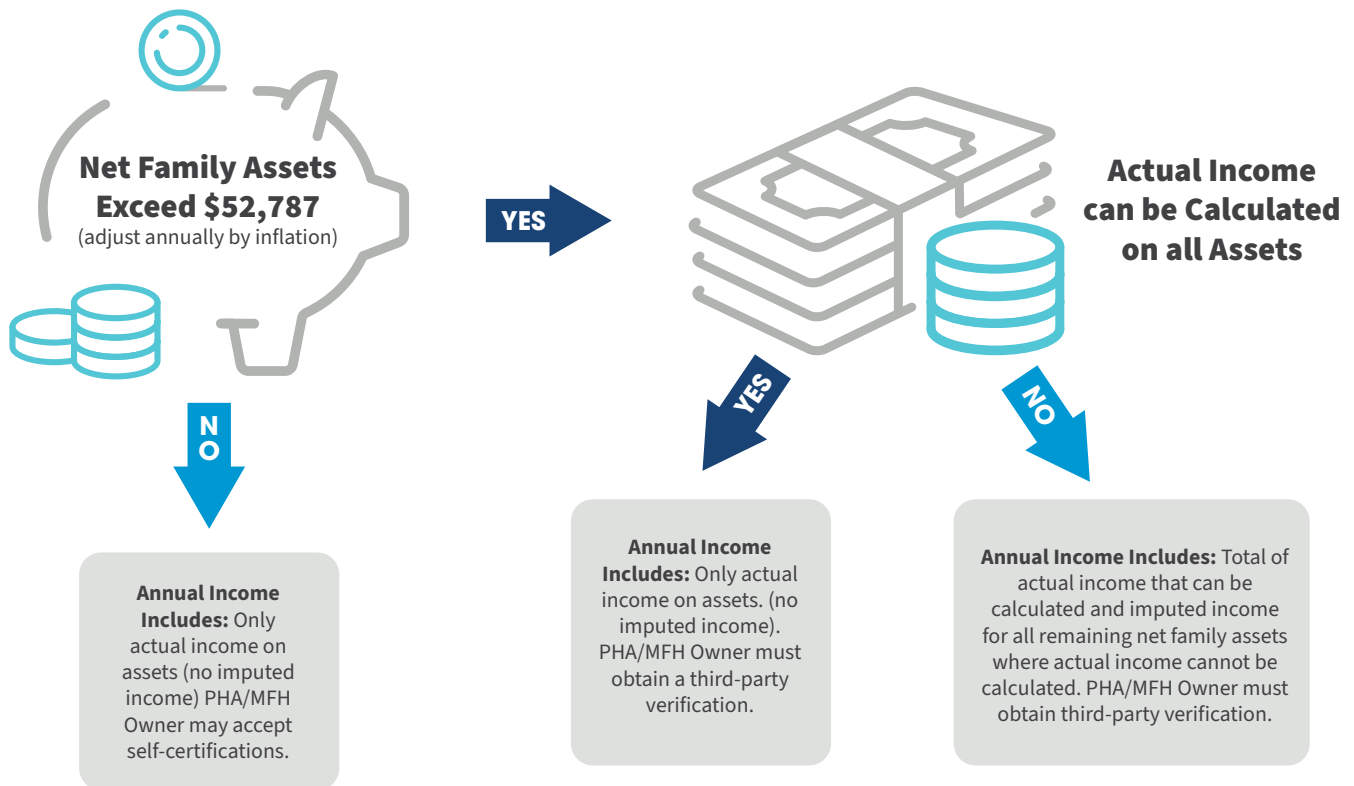 Net Family Assets
Exceed $52,787
(adjust annually by inflation)
YES
Actual Income
can be Calculated
on all Assets
N
O
YES
NO
Annual Income
Includes: Only
actual income on
assets (no imputed
income) PHA/MFH
Owner may accept
self-certifications.
Annual Income
Includes: Only actual
income on assets. (no
imputed income).
PHA/MFH Owner must
obtain a third-party
verification.
Annual Income Includes: Total of
actual income that can be
calculated and imputed income
for all remaining net family assets
where actual income cannot be
calculated. PHA/MFH Owner must
obtain third-party verification.